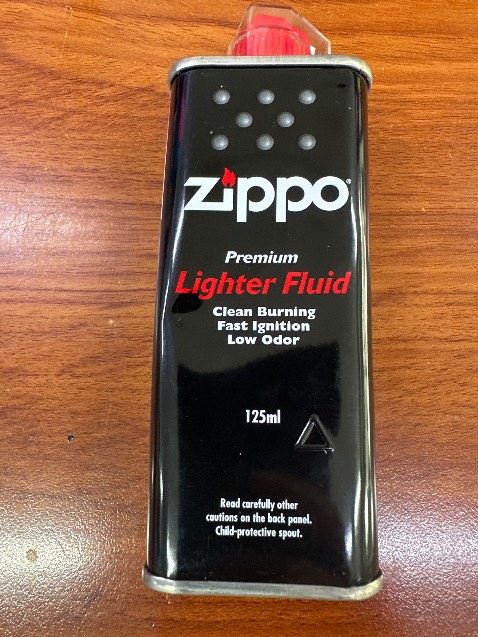 zippo®
Premium
Lighter Fluid
Clean Burning
Fast Ignition
Low Odor
125ml
Read carefully other
cautions on the back panel.
Child-protective spout.